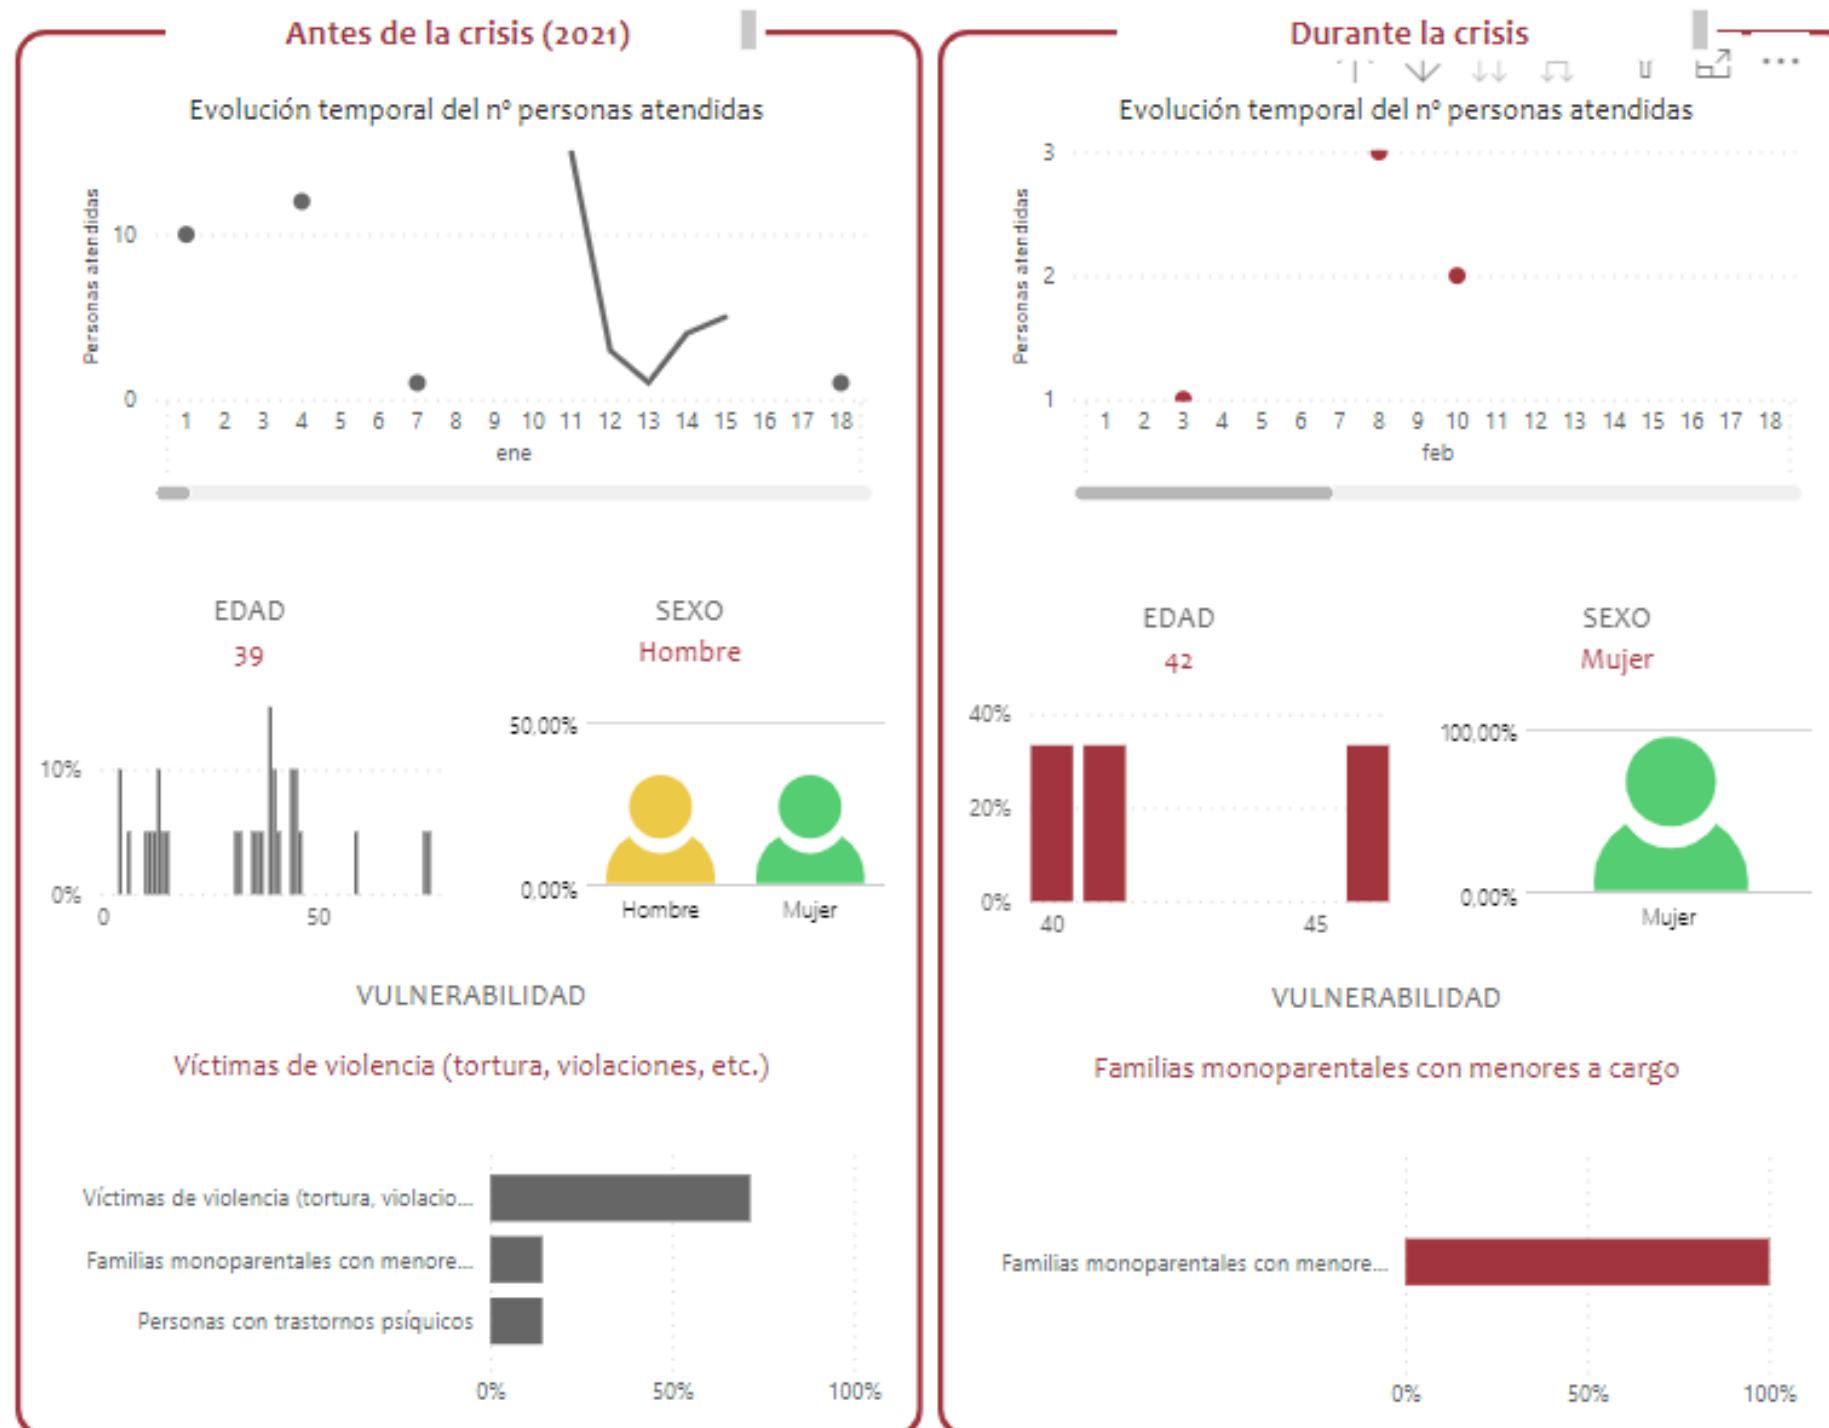 Antes de la crisis (2021)
Evolución temporal del nº personas atendidas
Personas atendidas
10
0
1 2 3 4 5 6 7 8 9 10 11 12 13 14 15 16 17 18
ene
EDAD
39
10%
0%
0 50
SEXO
Hombre
50,00%
0,00%
Hombre Mujer
VULNERABILIDAD
Víctimas de violencia (tortura, violaciones, etc.)
Víctimas de violencia (tortura, violacio...
Familias monoparentales con menore...
Personas con trastornos psíquicos
0% 50% 100%
Durante la crisis
Evolución temporal del nº personas atendidas
Personas atendidas
3
2
1
1 2 3 4 5 6 7 8 9 10 11 12 13 14 15 16 17 18
feb
EDAD
42
40%
20%
0%
40 45
SEXO
Mujer
100,00%
0,00%
Mujer
VULNERABILIDAD
Familias monoparentales con menores a cargo
Familias monoparentales con menore...
0% 50% 100%